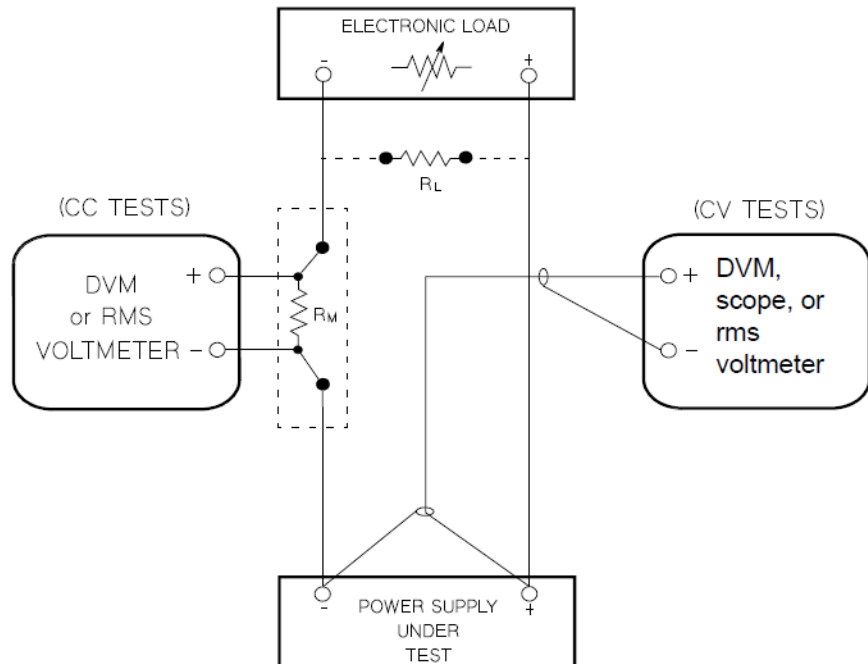 ELECTRONIC LOAD
- +
RL
(CC TESTS)
(CV TESTS)
+
DVM
or RMS
VOLTMETER -
RM
+ DVM,
scope, or
- rms
voltmeter
- +
POWER SUPPLY
UNDER
TEST